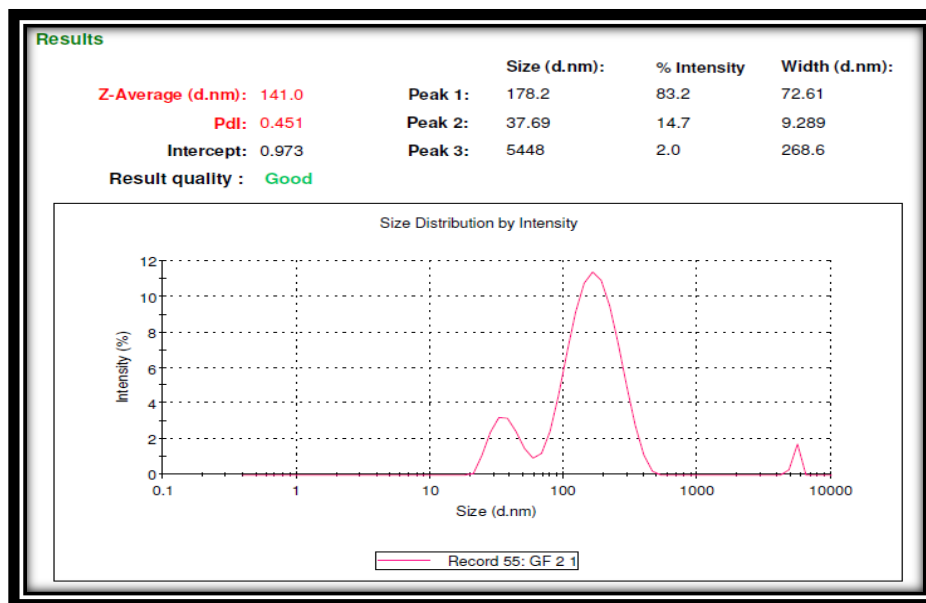 Results
Size (d.nm): % Intensity Width (d.nm):
Z-Average (d.nm): 141.0 Peak 1: 178.2 83.2 72.61
PdI: 0.451 Peak 2: 37.69 14.7 9.289
Intercept: 0.973 Peak 3: 5448 2.0 268.6
Result quality : Good
Size Distribution by Intensity
12
10
8
6
4
2
0
Intensity (%)
0.1 1 10 100 1000 10000
Size (d.nm)
Record 55: GF 2 1